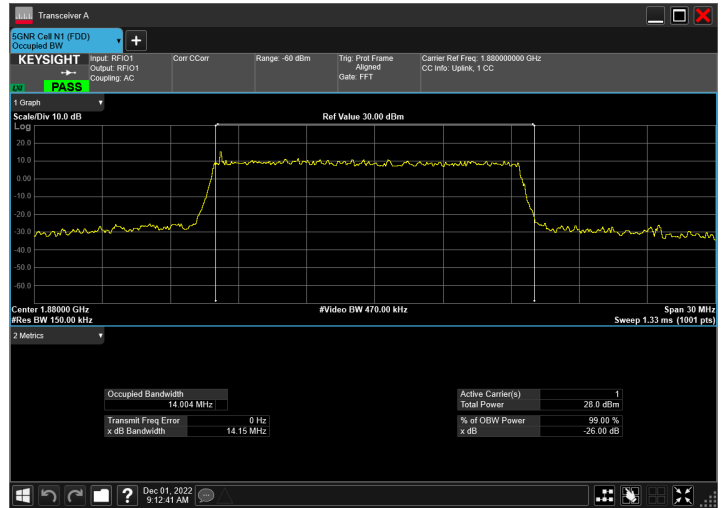 Transceiver A
5GNR Cell N1 (FDD)
Occupied BW
KEYSIGHT
LXI
PASS
Input: RFIO1
Output: RFIO1
Coupling: AC
Corr CCorr
Range: -60 dBm
Trig: Prot Frame
Aligned
Gate: FFT
Carrier Ref Freq: 1.880000000 GHz
CC Info: Uplink, 1 CC
1 Graph
Scale/Div 10.0 dB
Ref Value 30.00 dBm
Log
20.0
10.0
0.00
-10.0
-20.0
-30.0
-40.0
-50.0
-60.0
Center 1.88000 GHz
#Video BW 470.00 kHz
Span 30 MHz
#Res BW 150.00 kHz
Sweep 1.33 ms (1001 pts)
2 Metrics
Occupied Bandwidth
14.004 MHz
Transmit Freq Error 0 Hz
x dB Bandwidth 14.15 MHz
Active Carrier(s) 1
Total Power 28.0 dBm
% of OBW Power 99.00 %
x dB -26.00 dB
Dec 01, 2022
9:12:41 AM